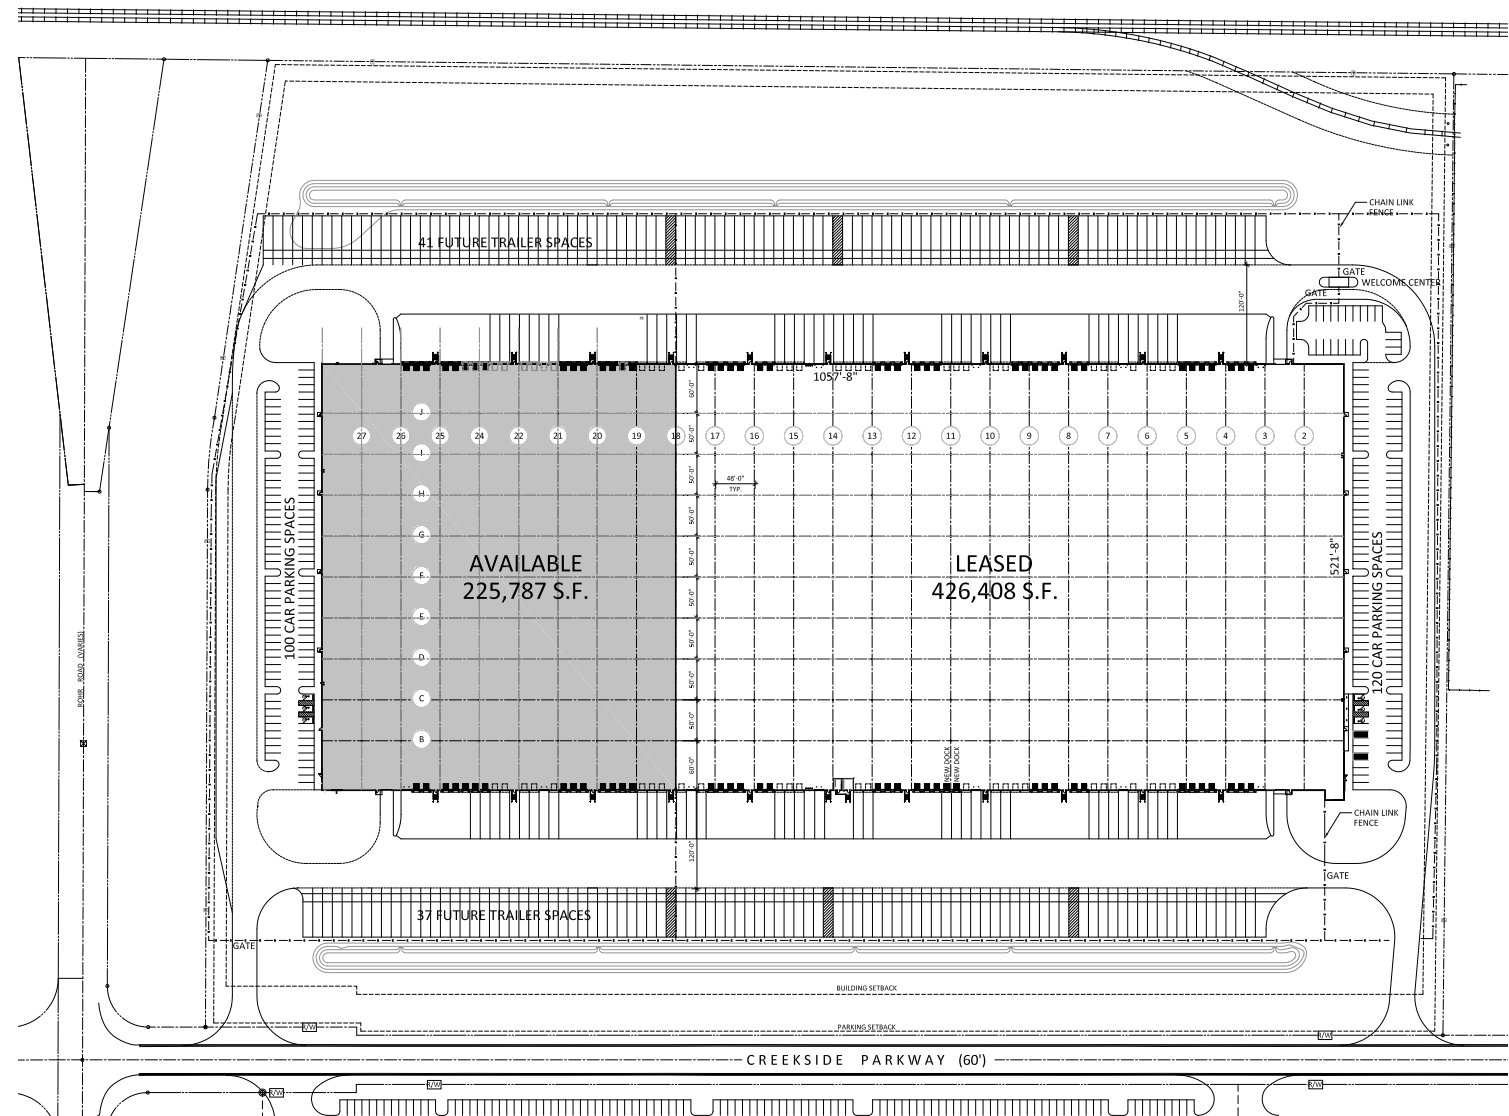 CHAIN LINK
FENCE
41 FUTURE TRAILER SPACES
GATE
WELCOME CENTER
GATE
120'-0"
1057'-8"
60'-0"
J
27
26
25
24
22
21
20
19
18
17
16
15
14
13
12
11
10
9
8
7
6
5
4
3
2
50'-0"
I
50'-0"
48'-0"
TYP.
H
50'-0"
G
50'-0"
AVAILABLE
225,787 S.F.
LEASED
426,408 S.F.
521'-8"
100 CAR PARKING SPACES
120 CAR PARKING SPACES
F
50'-0"
E
50'-0"
D
50'-0"
C
50'-0"
B
60'-0"
ROHR ROAD (VARIES)
NEW DOCK
NEW DOCK
CHAIN LINK
FENCE
120'-0"
GATE
37 FUTURE TRAILER SPACES
GATE
BUILDING SETBACK
PARKING SETBACK
R/W
R/W
CREEKSIDE PARKWAY (60')
R/W
R/W
R/W